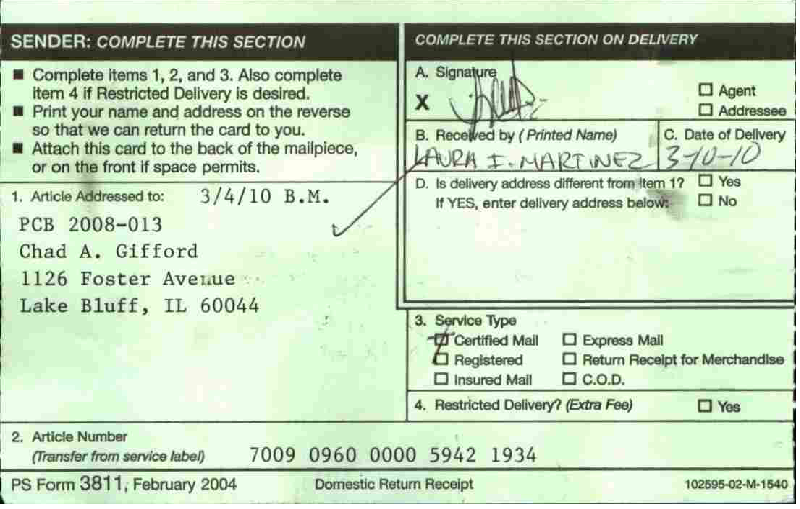 SENDER: COMPLETE THIS SECTION
■ Complete items 1, 2, and 3. Also complete
item 4 if Restricted Delivery is desired.
■ Print your name and address on the reverse
so that we can return the card to you.
■ Attach this card to the back of the mailpiece,
or on the front if space permits.
1. Article Addressed to: 3/4/10 B.M.
PCB 2008-013
Chad A. Gifford
1126 Foster Avenue
Lake Bluff, IL 60044
2. Article Number
(Transfer from service label) 7009 0960 0000 5942 1934
COMPLETE THIS SECTION ON DELIVERY
A. Signature
X
☐ Agent
☐ Addressee
B. Received by (Printed Name)
LAURA I. MARTINEZ
C. Date of Delivery
3-10-10
D. Is delivery address different from item 1? ☐ Yes
If YES, enter delivery address below: ☐ No
3. Service Type
☑ Certified Mail ☐ Express Mail
☐ Registered ☐ Return Receipt for Merchandise
☐ Insured Mail ☐ C.O.D.
4. Restricted Delivery? (Extra Fee) ☐ Yes
PS Form 3811, February 2004 Domestic Return Receipt 102595-02-M-1540